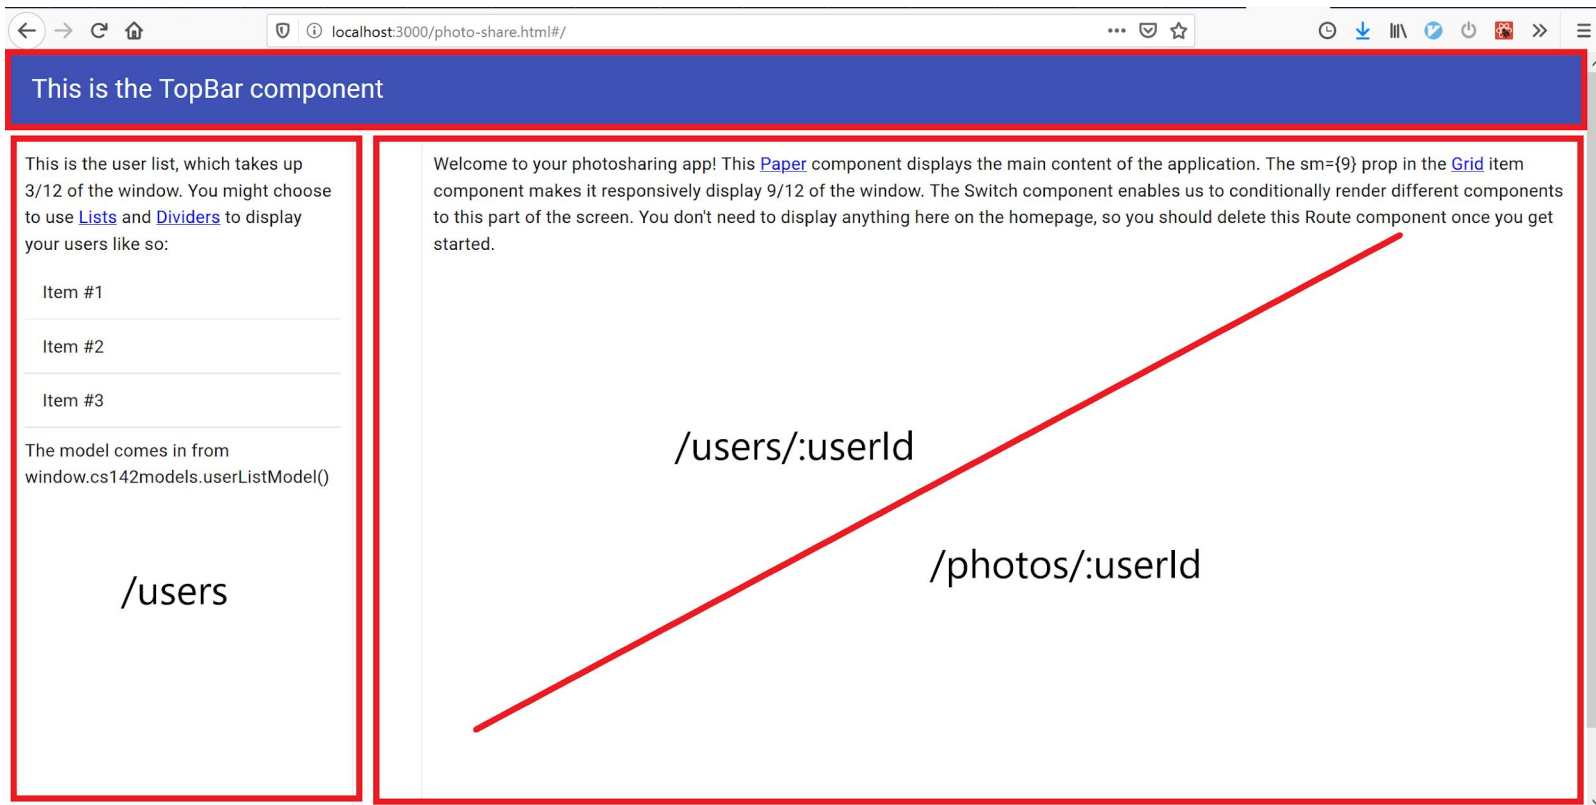 localhost:3000/photo-share.html#/
This is the TopBar component
This is the user list, which takes up
3/12 of the window. You might choose
to use Lists and Dividers to display
your users like so:
Item #1
Item #2
Item #3
The model comes in from
window.cs142models.userListModel()
/users
Welcome to your photosharing app! This Paper component displays the main content of the application. The sm={9} prop in the Grid item
component makes it responsively display 9/12 of the window. The Switch component enables us to conditionally render different components
to this part of the screen. You don't need to display anything here on the homepage, so you should delete this Route component once you get
started.
/users/:userId
/photos/:userId